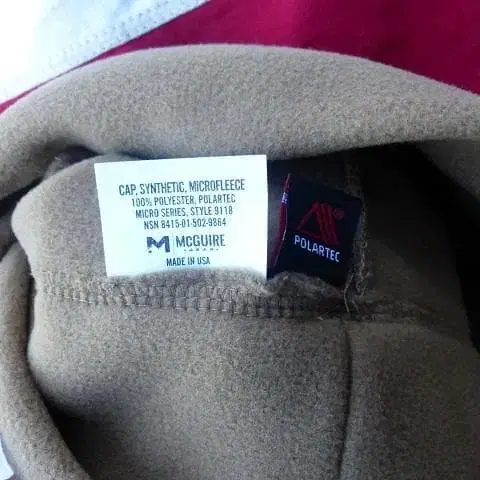 CAP, SYNTHETIC, MICROFLEECE
100% POLYESTER, POLARTEC
MICRO SERIES, STYLE 9118
NSN 8415-01-502-9864
M MCGUIRE
MADE IN USA
POLARTEC